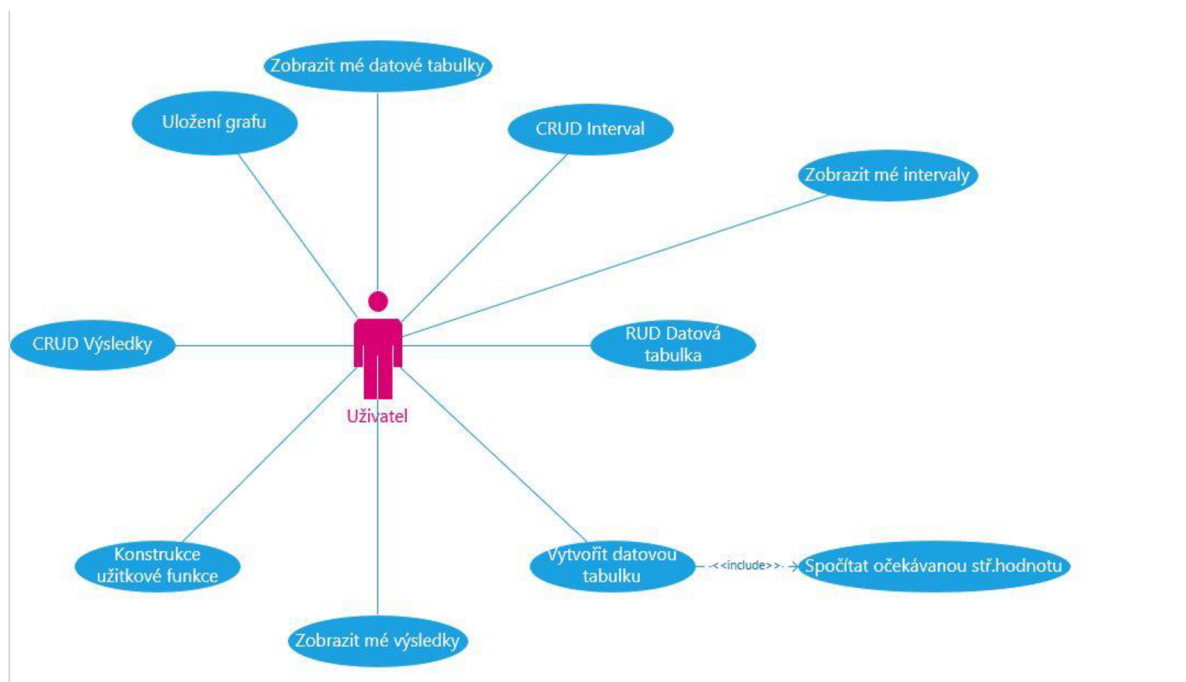 Zobrazit mé datové tabulky
Uložení grafu
CRUD Interval
Zobrazit mé intervaly
CRUD Výsledky
RUD Datová
tabulka
Uživatel
Konstrukce
užitkové funkce
Vytvořit datovou
tabulku
<<include>>
Spočítat očekávanou stř.hodnotu
Zobrazit mé výsledky